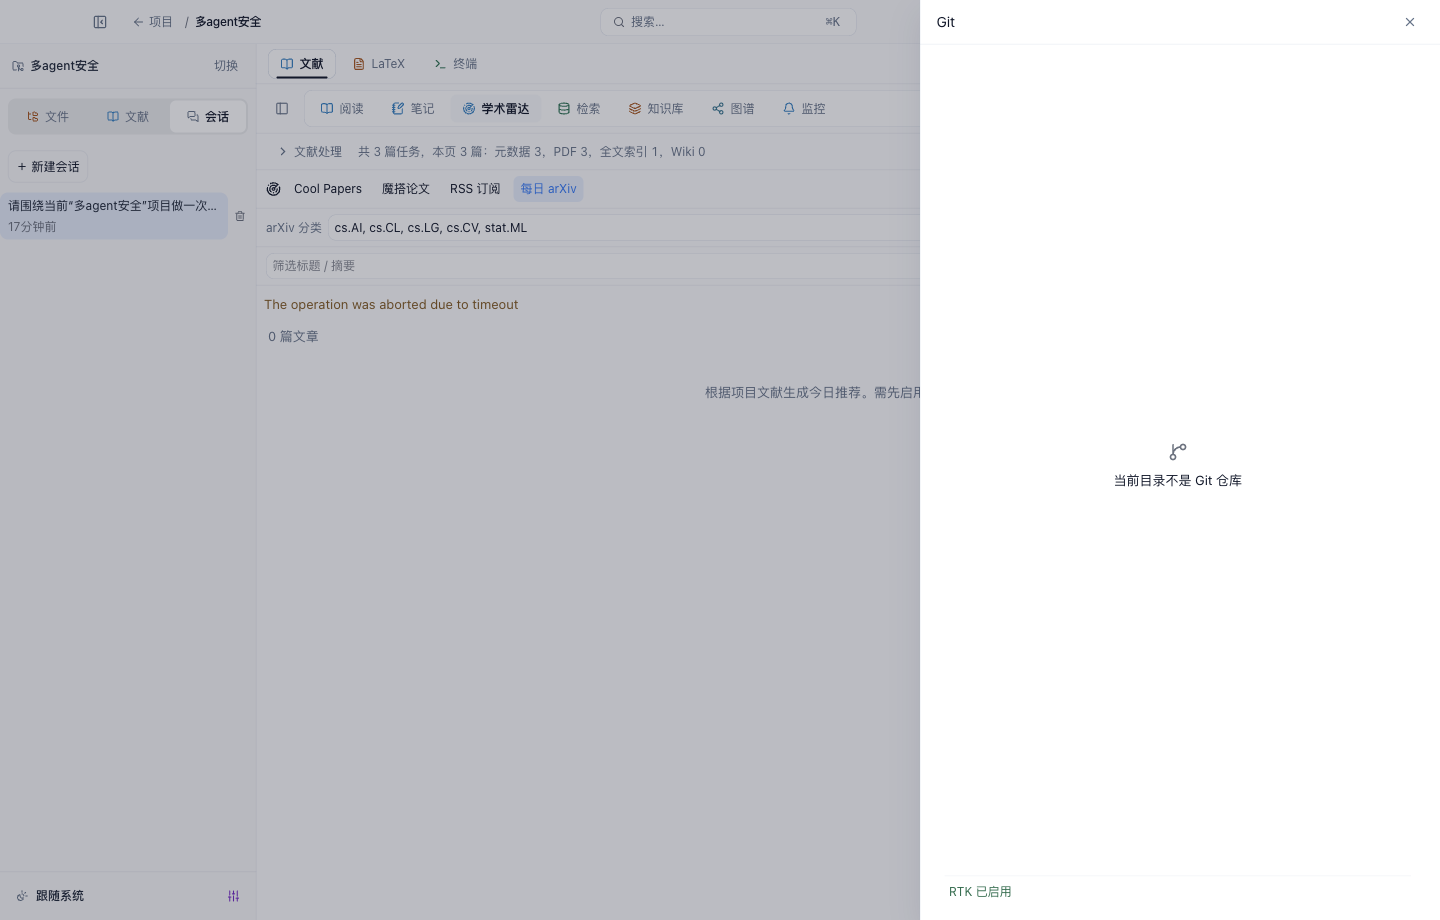 项目 / 多agent安全
搜索... ⌘K
Git
多agent安全 切换
文件 文献 会话
+ 新建会话
请围绕当前“多agent安全”项目做一次...
17分钟前
文献 LaTeX 终端
阅读 笔记 学术雷达 检索 知识库 图谱 监控
文献处理 共 3 篇任务，本页 3 篇：元数据 3，PDF 3，全文索引 1，Wiki 0
Cool Papers 魔搭论文 RSS 订阅 每日 arXiv
arXiv 分类 cs.AI, cs.CL, cs.LG, cs.CV, stat.ML
筛选标题 / 摘要
The operation was aborted due to timeout
0 篇文章
根据项目文献生成今日推荐。需先启用
当前目录不是 Git 仓库
跟随系统
RTK 已启用